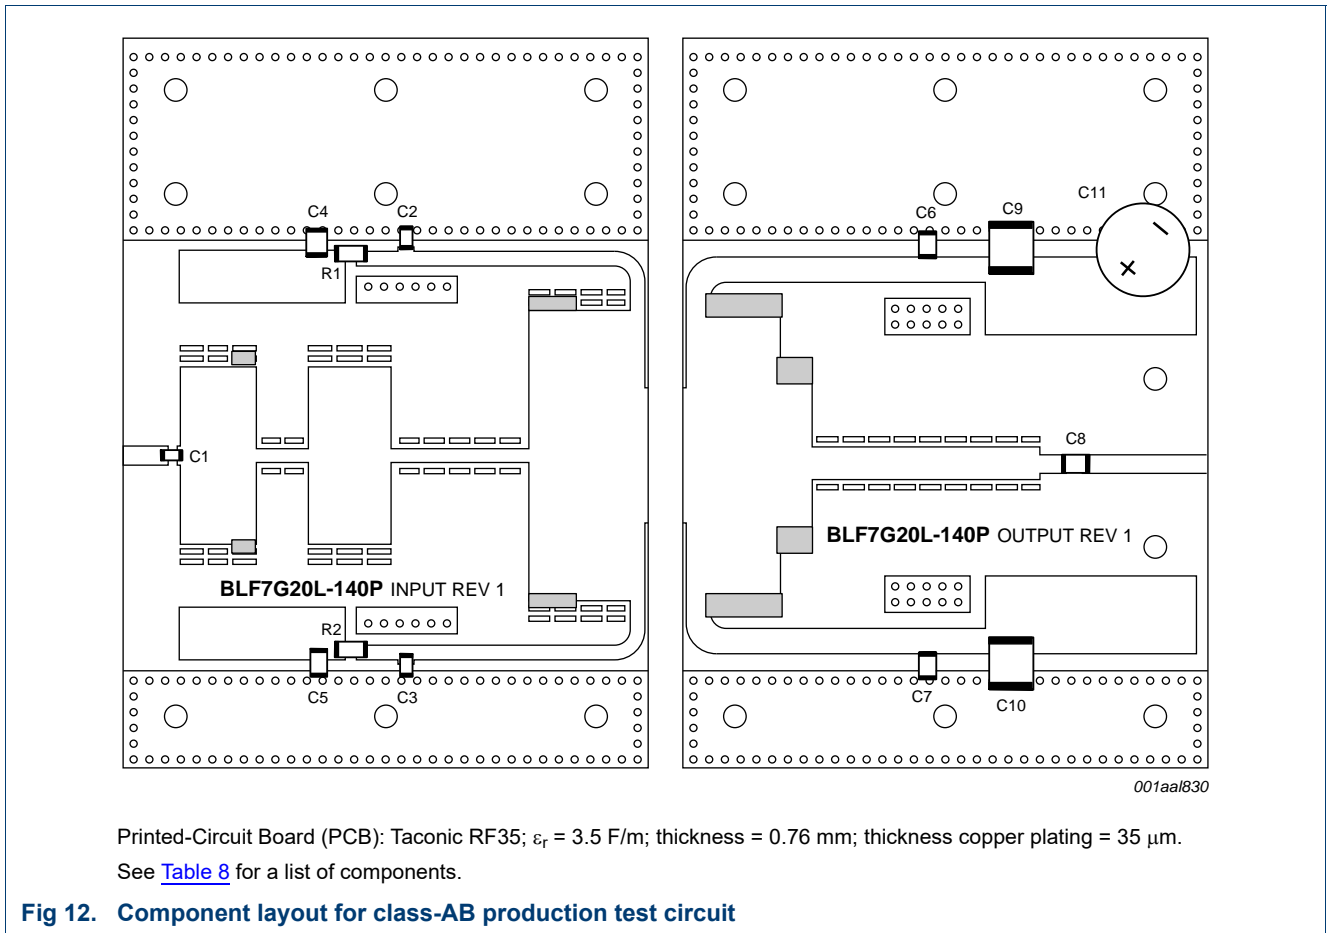 C4
C2
R1
C1
BLF7G20L-140P INPUT REV 1
R2
C5
C3
C11
C6
C9
C8
BLF7G20L-140P OUTPUT REV 1
C7
C10
001aal830
Printed-Circuit Board (PCB): Taconic RF35; εr = 3.5 F/m; thickness = 0.76 mm; thickness copper plating = 35 μm.
See Table 8 for a list of components.
Fig 12. Component layout for class-AB production test circuit